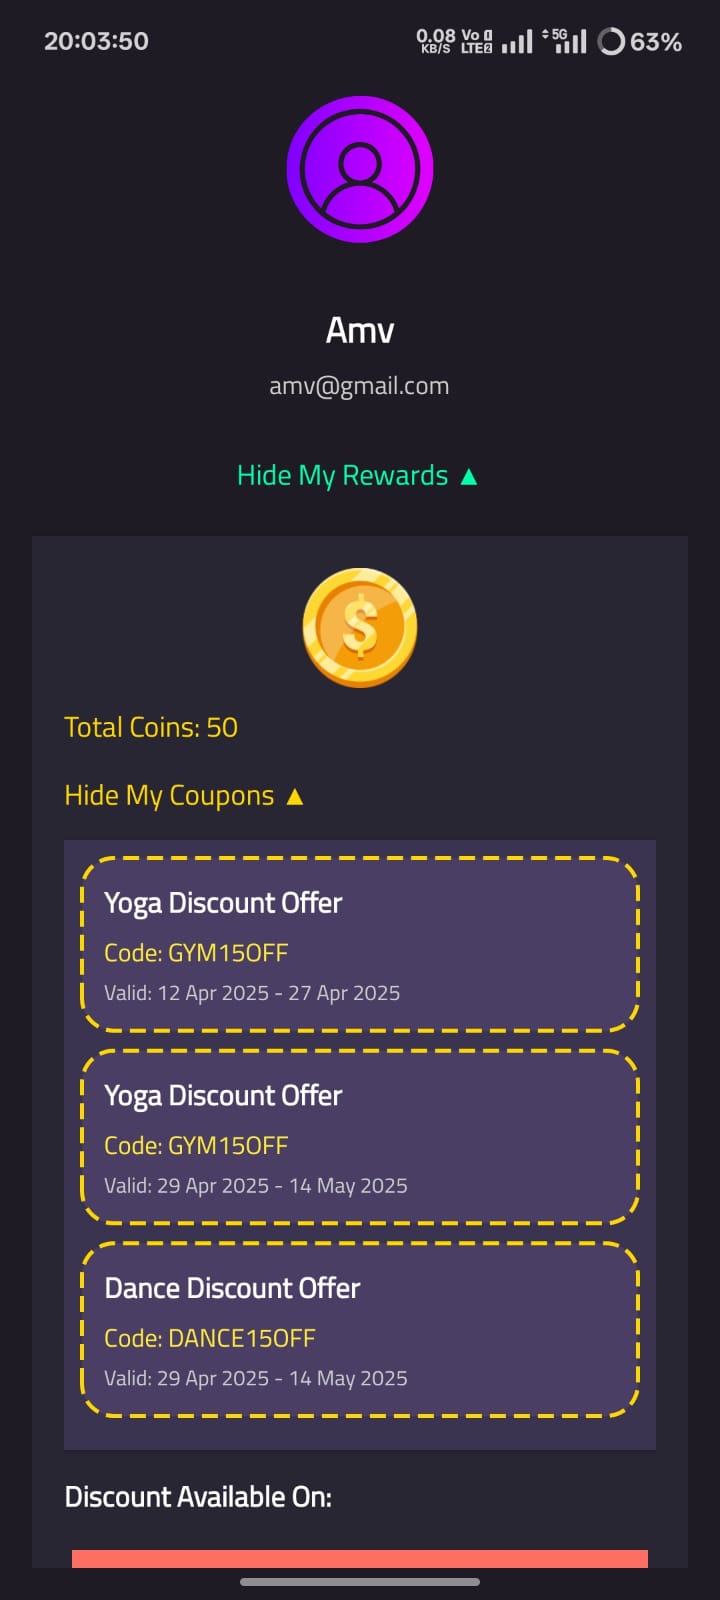 20:03:50 0.08 KB/S Vo LTE2 5G 63%
Amv
amv@gmail.com
Hide My Rewards ▲
$
Total Coins: 50
Hide My Coupons ▲
Yoga Discount Offer
Code: GYM15OFF
Valid: 12 Apr 2025 - 27 Apr 2025
Yoga Discount Offer
Code: GYM15OFF
Valid: 29 Apr 2025 - 14 May 2025
Dance Discount Offer
Code: DANCE15OFF
Valid: 29 Apr 2025 - 14 May 2025
Discount Available On: